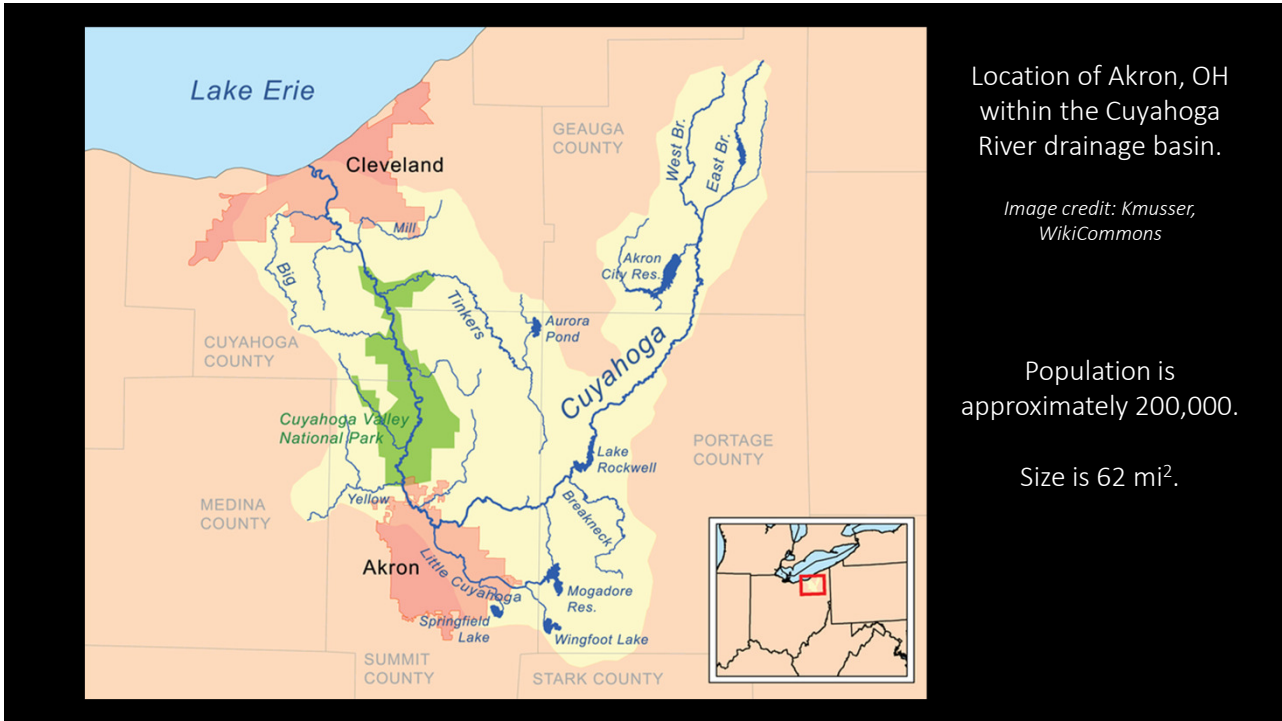 Lake Erie
Cleveland
GEAUGA
COUNTY
West Br.
East Br.
Mill
Big
Akron
City Res.
Tinkers
Aurora
Pond
CUYAHOGA
COUNTY
Cuyahoga
Cuyahoga Valley
National Park
PORTAGE
COUNTY
Lake
Rockwell
MEDINA
COUNTY
Yellow
Breakneck
Akron
Little Cuyahoga
Mogadore
Res.
Springfield
Lake
Wingfoot Lake
SUMMIT
COUNTY
STARK COUNTY
Location of Akron, OH
within the Cuyahoga
River drainage basin.
Image credit: Kmusser,
WikiCommons
Population is
approximately 200,000.
Size is 62 mi².